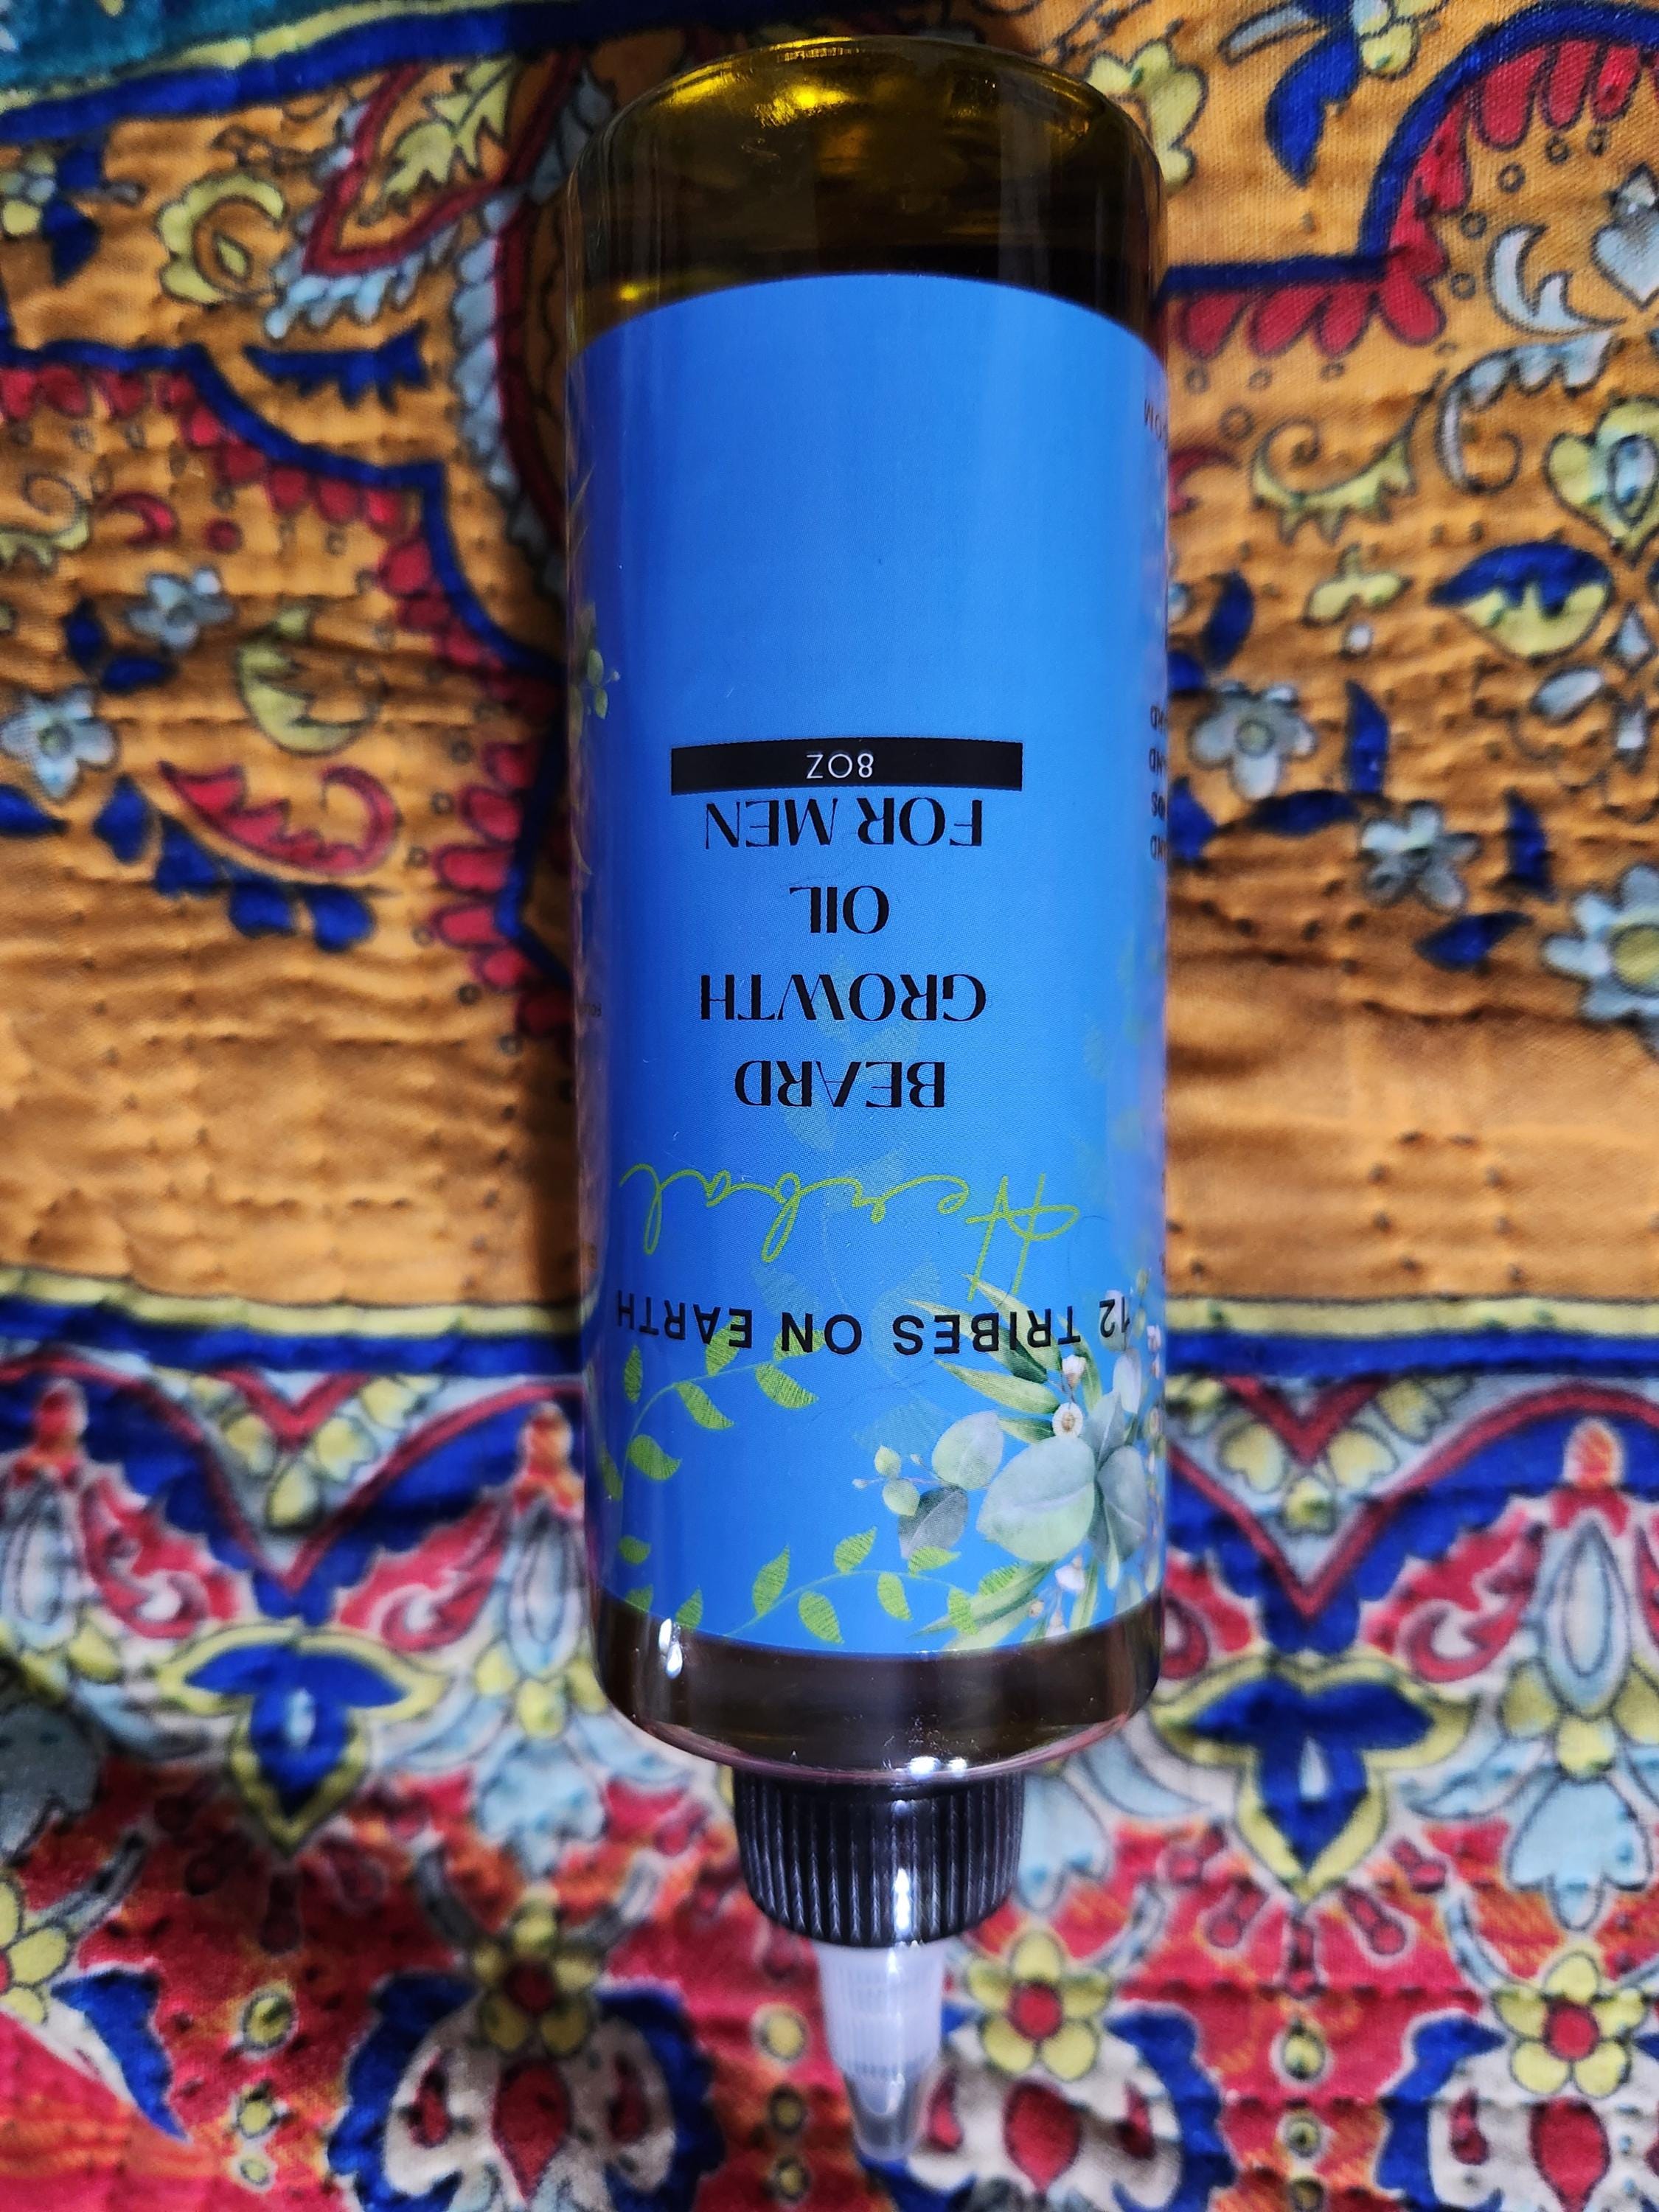 12 TRIBES ON EARTH
Herbal
BEARD
GROWTH
OIL
FOR MEN
8OZ